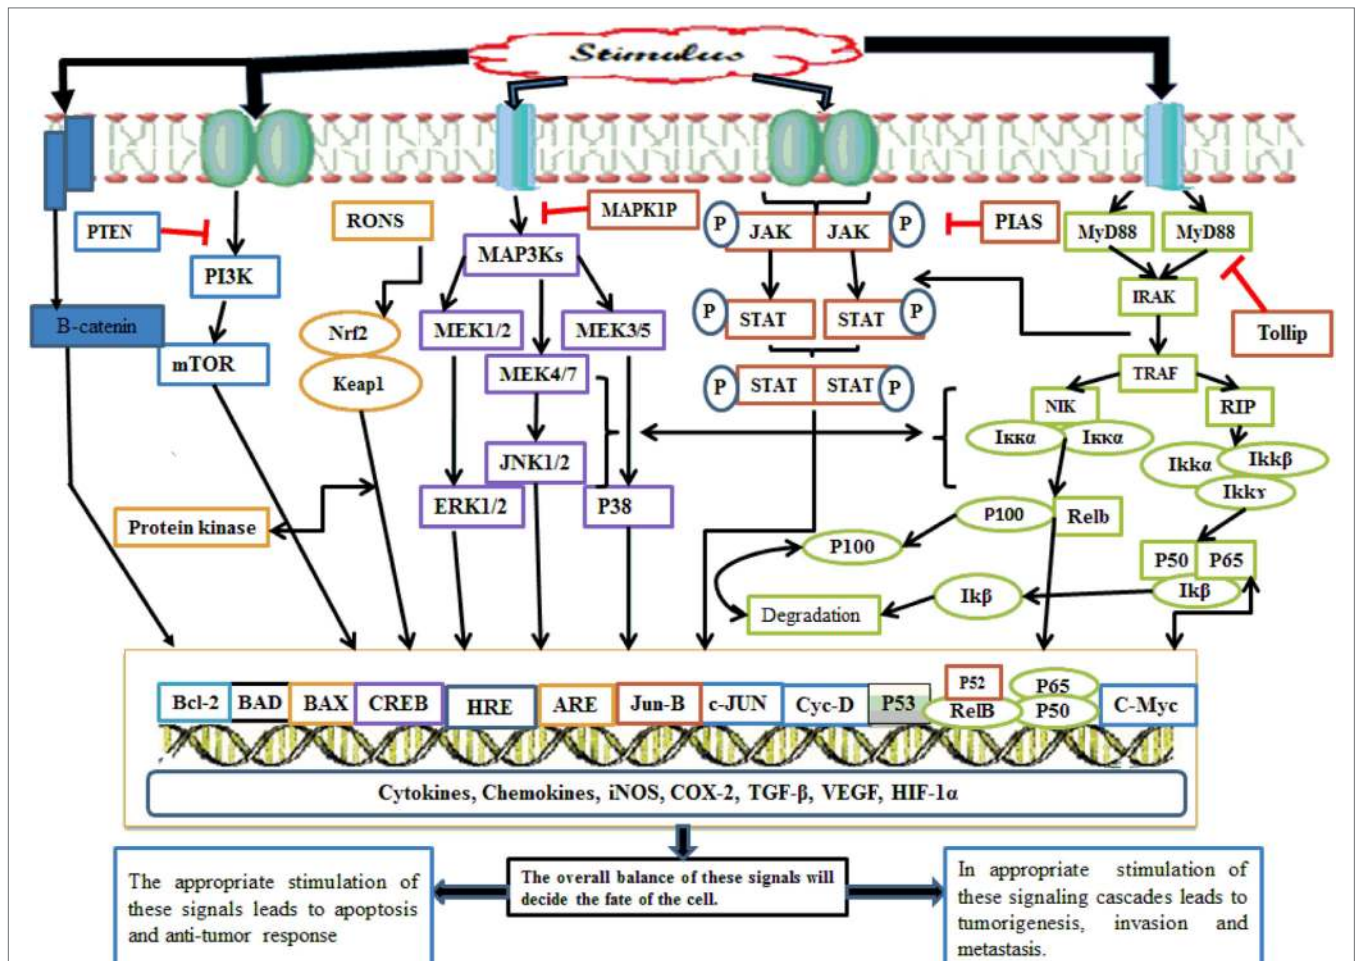 Stimulus
PTEN
RONS
MAPK1P
P
JAK
JAK
P
PIAS
MyD88
MyD88
PI3K
MAP3Ks
IRAK
B-catenin
Nrf2
MEK1/2
MEK3/5
P
STAT
STAT
P
Tollip
mTOR
Keap1
MEK4/7
P
STAT
STAT
P
TRAF
NIK
RIP
Iκκα
Iκκα
Ikkα
Ikkβ
Ikkɤ
JNK1/2
ERK1/2
P38
Protein kinase
P100
P100
Relb
P50
P65
Ikβ
Ikβ
Degradation
Bcl-2
BAD
BAX
CREB
HRE
ARE
Jun-B
c-JUN
Cyc-D
P53
P52
RelB
P65
P50
C-Myc
Cytokines, Chemokines, iNOS, COX-2, TGF-β, VEGF, HIF-1α
The appropriate stimulation of
these signals leads to apoptosis
and anti-tumor response
The overall balance of these signals will
decide the fate of the cell.
In appropriate stimulation of
these signaling cascades leads to
tumorigenesis, invasion and
metastasis.